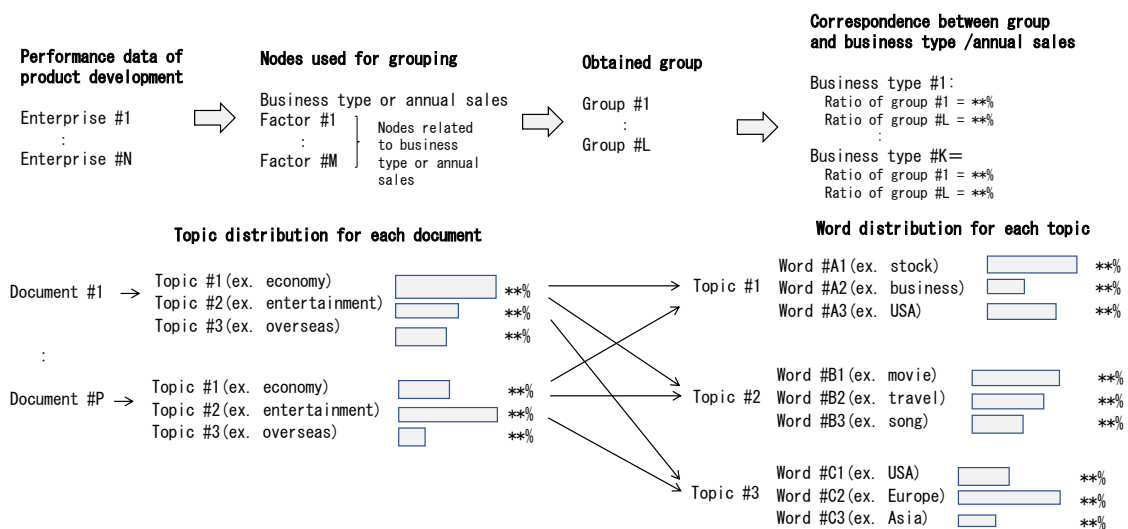 Performance data of
product development
Enterprise #1
:
Enterprise #N
Nodes used for grouping
Business type or annual sales
Factor #1
:
Factor #M
Nodes related
to business
type or annual
sales
Obtained group
Group #1
:
Group #L
Correspondence between group
and business type /annual sales
Business type #1:
Ratio of group #1 = **%
Ratio of group #L = **%
:
Business type #K=
Ratio of group #1 = **%
Ratio of group #L = **%
Topic distribution for each document
Document #1 →
Topic #1(ex. economy) **%
Topic #2(ex. entertainment) **%
Topic #3(ex. overseas) **%
:
Document #P →
Topic #1(ex. economy) **%
Topic #2(ex. entertainment) **%
Topic #3(ex. overseas) **%
Word distribution for each topic
Topic #1
Word #A1(ex. stock) **%
Word #A2(ex. business) **%
Word #A3(ex. USA) **%
Topic #2
Word #B1(ex. movie) **%
Word #B2(ex. travel) **%
Word #B3(ex. song) **%
Topic #3
Word #C1(ex. USA) **%
Word #C2(ex. Europe) **%
Word #C3(ex. Asia) **%